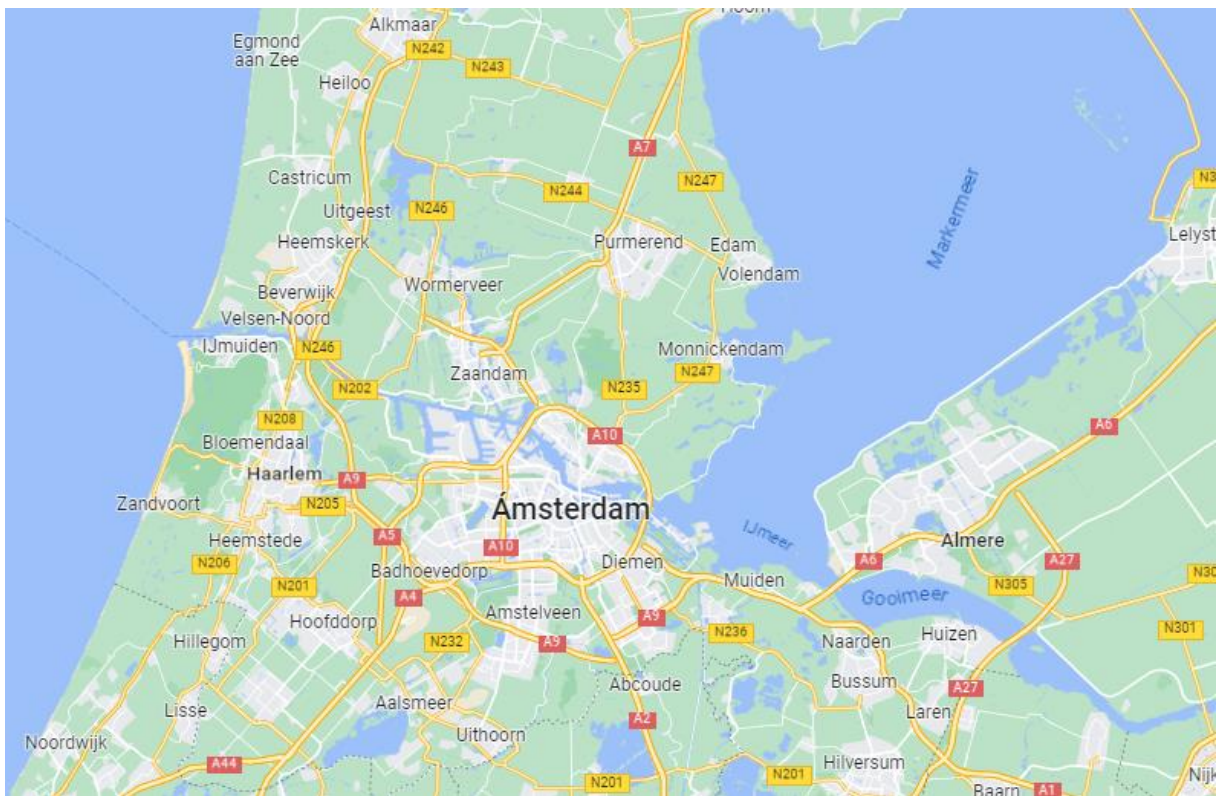 Hoorn
Alkmaar
Egmond
aan Zee
N242
N243
Heiloo
A7
Castricum
N247
N244
N246
Uitgeest
Markermeer
Heemskerk
Purmerend
Edam
Lelyst
Volendam
Wormerveer
Beverwijk
Velsen-Noord
IJmuiden
N246
Monnickendam
Zaandam
N247
N202
N235
N208
A6
A10
Bloemendaal
Haarlem
A9
Zandvoort
N205
Ámsterdam
A5
IJmeer
Heemstede
A10
Almere
Diemen
A6
A27
N206
Badhoevedorp
Muiden
N305
N201
A4
Gooimeer
Amstelveen
A9
Hoofddorp
N301
Hillegom
N232
A9
N236
Naarden
Huizen
Abcoude
Bussum
A27
Aalsmeer
Lisse
Laren
A2
Uithoorn
Noordwijk
A44
Hilversum
N201
N201
Nijk
Baarn
A1